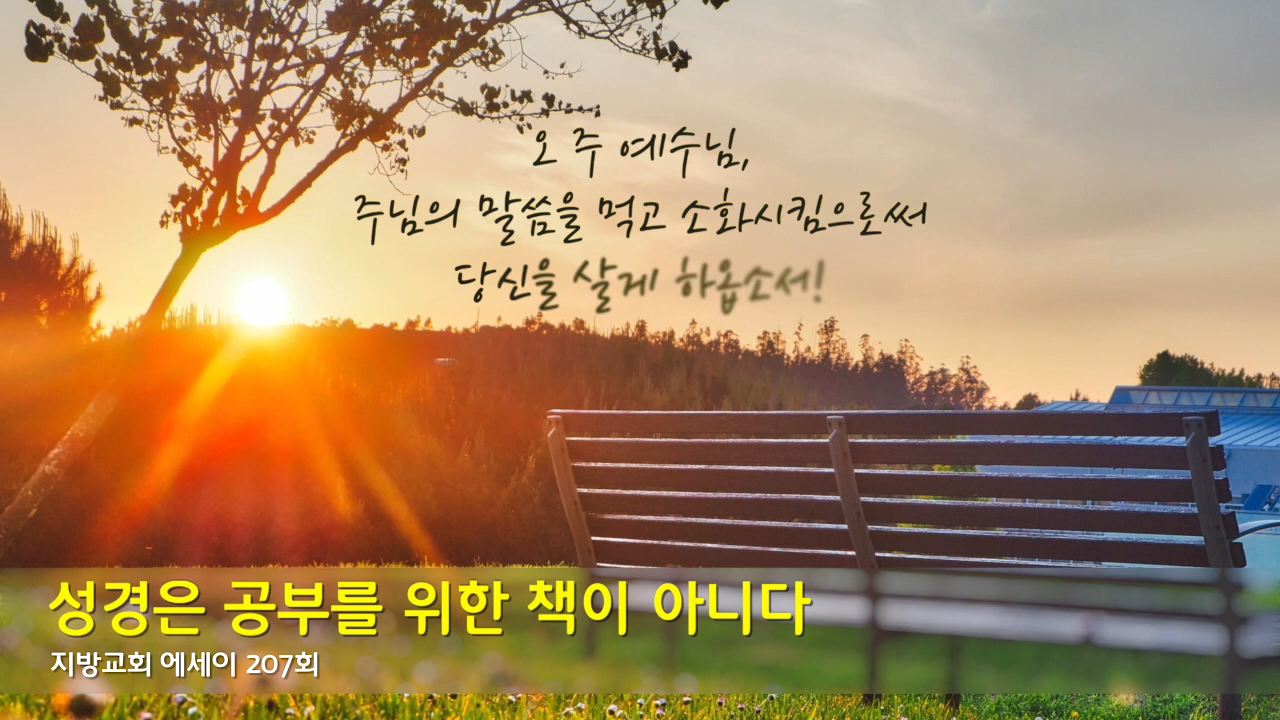 오 주 예수님,
주님의 말씀을 먹고 소화시킴으로써
당신을 살게 하옵소서!
성경은 공부를 위한 책이 아니다
지방교회 에세이 207회